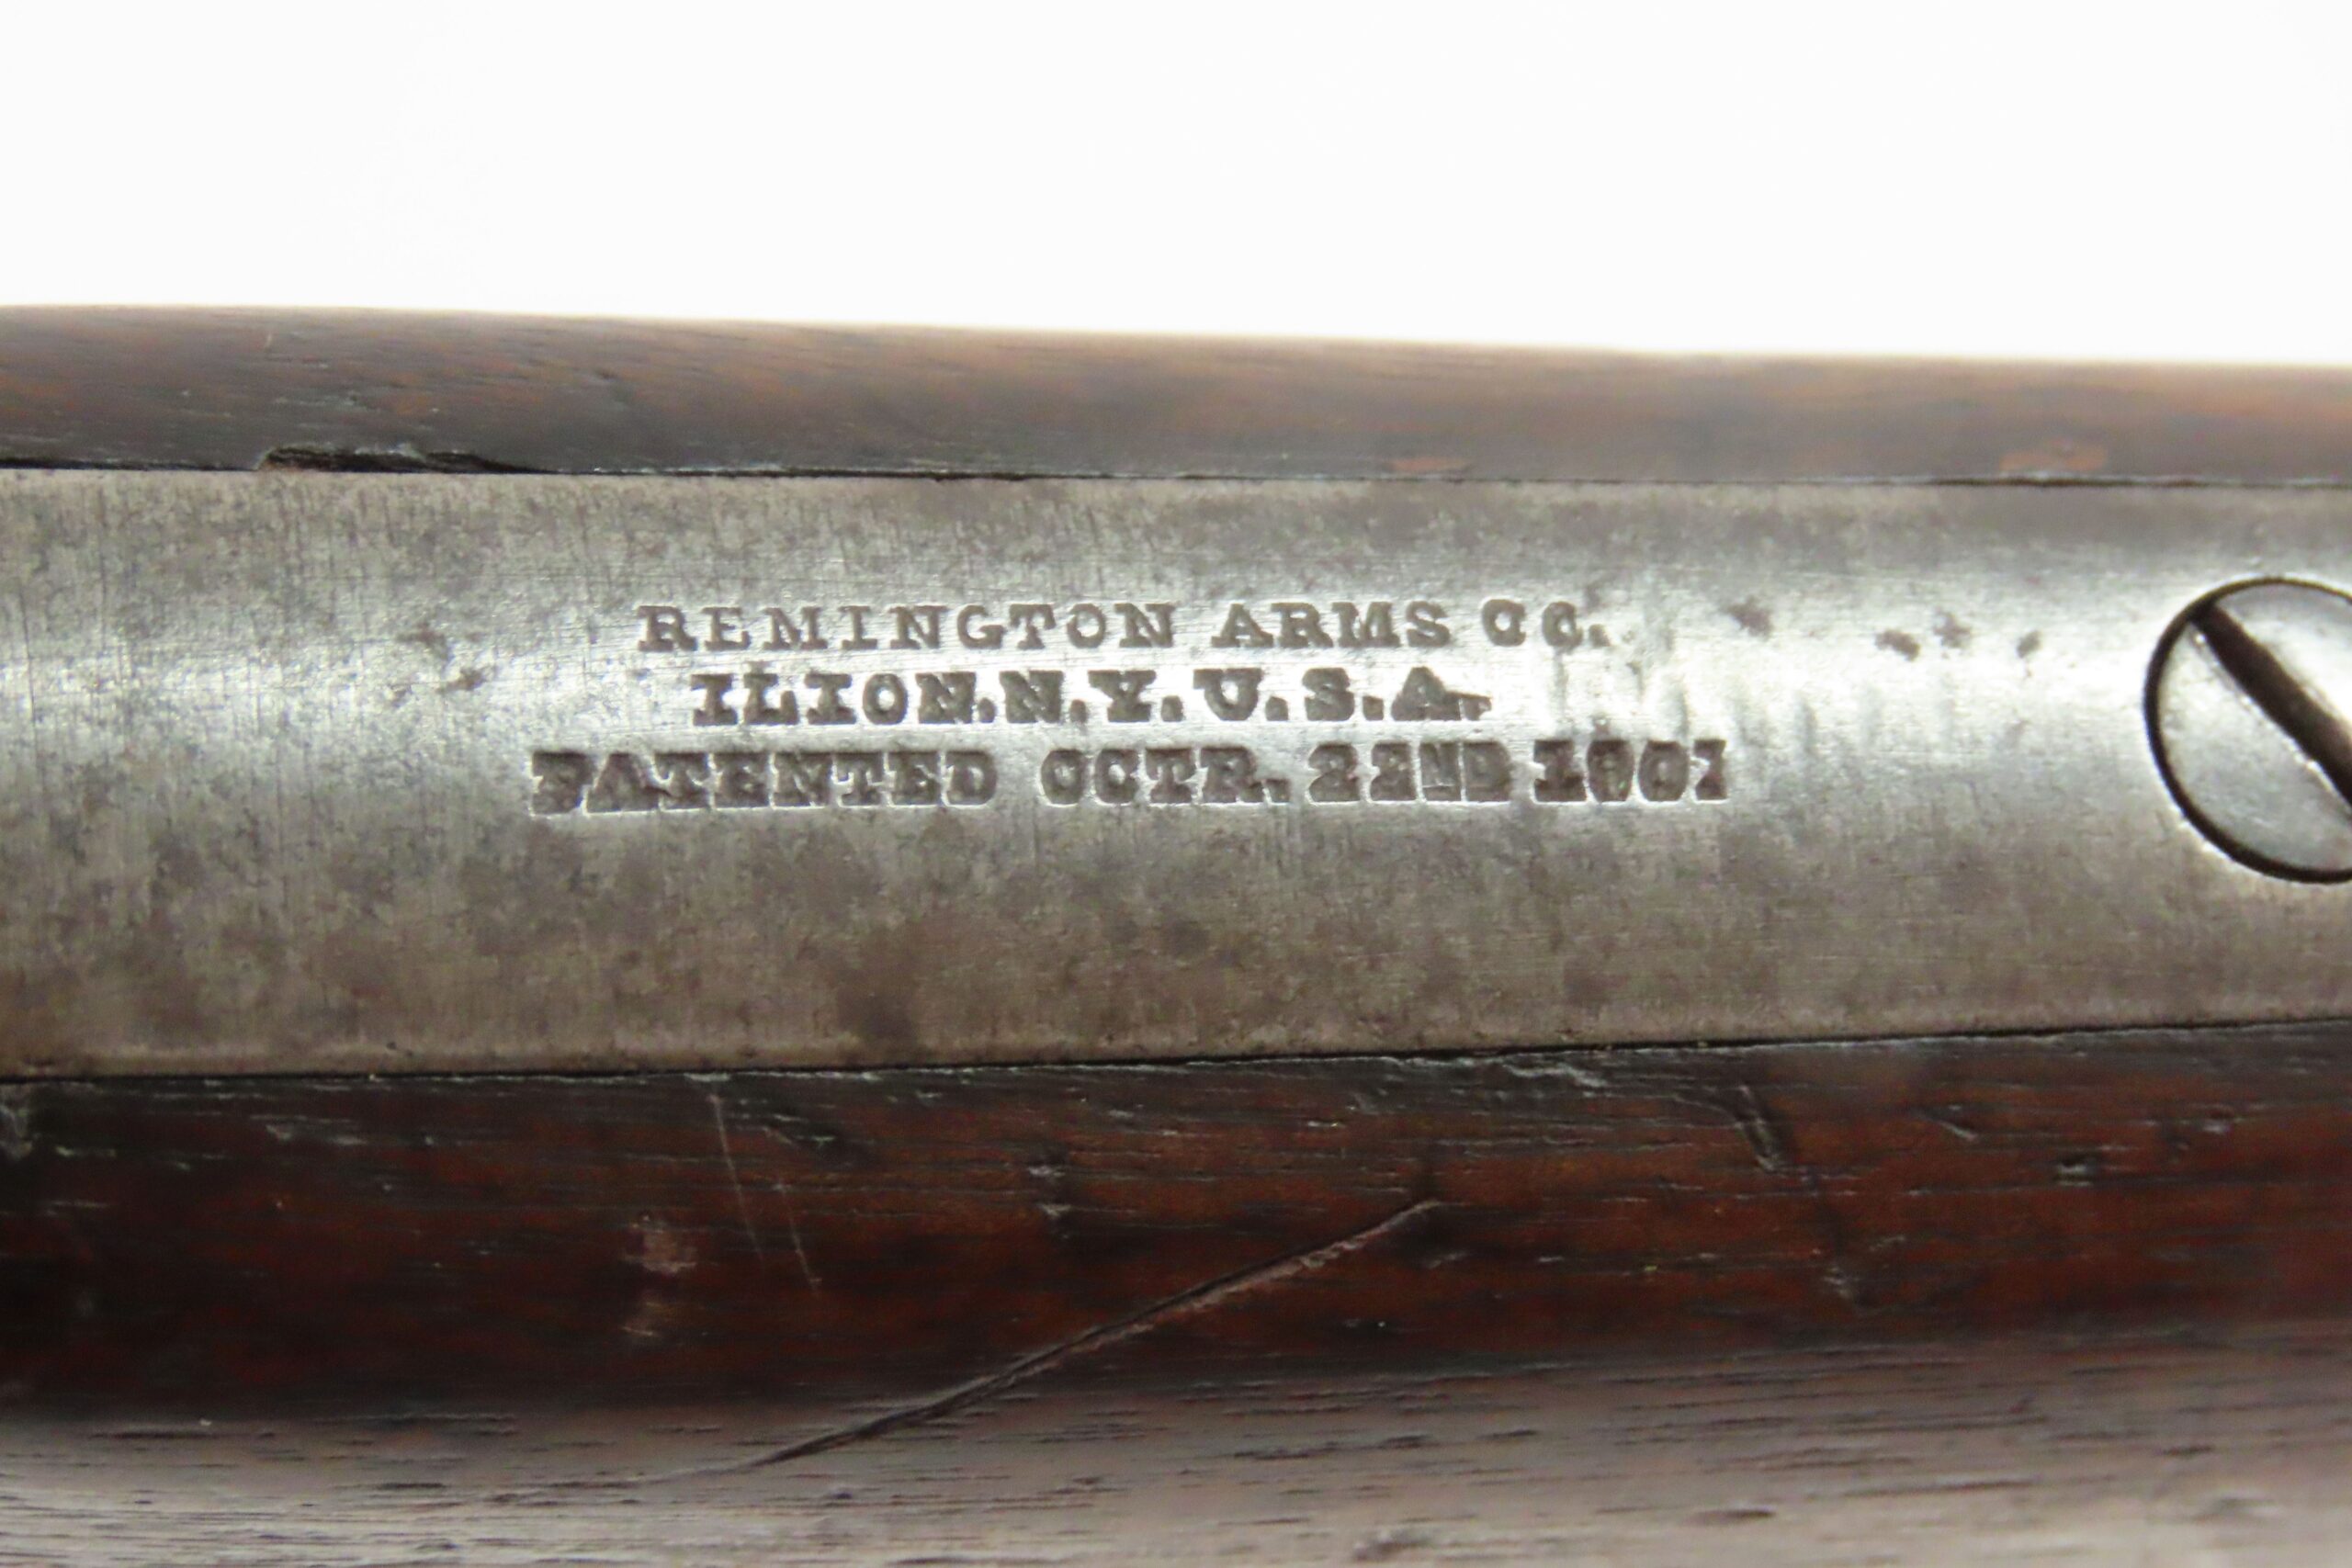 REMINGTON ARMS CO.
ILION.N.Y.U.S.A.
PATENTED OCTR. 22ND 1901